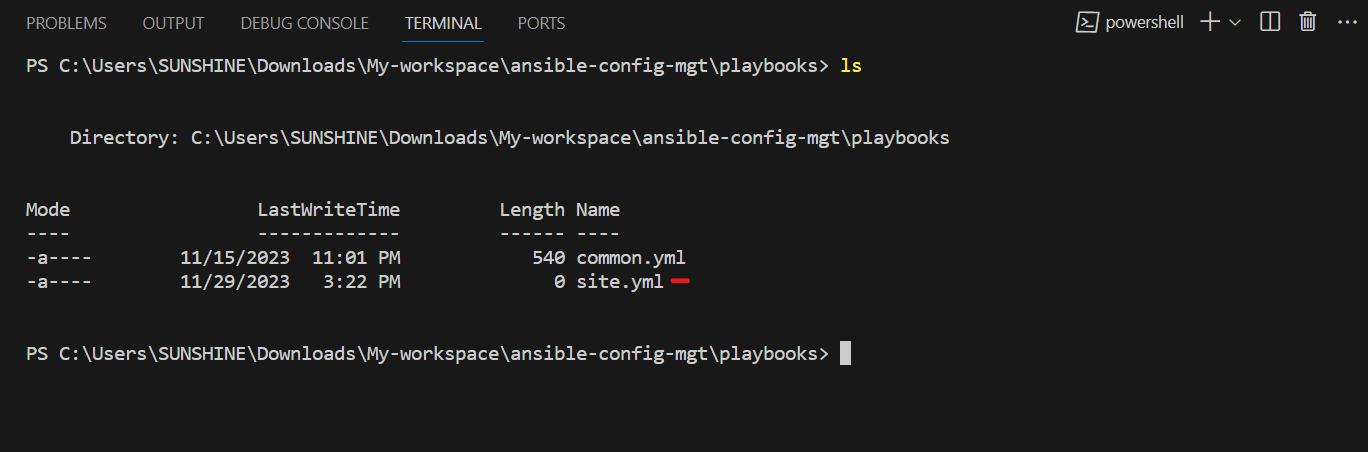 PROBLEMS OUTPUT DEBUG CONSOLE TERMINAL PORTS powershell
PS C:\Users\SUNSHINE\Downloads\My-workspace\ansible-config-mgt\playbooks> ls
Directory: C:\Users\SUNSHINE\Downloads\My-workspace\ansible-config-mgt\playbooks
Mode LastWriteTime Length Name
---- ------------- ------ ----
-a---- 11/15/2023 11:01 PM 540 common.yml
-a---- 11/29/2023 3:22 PM 0 site.yml
PS C:\Users\SUNSHINE\Downloads\My-workspace\ansible-config-mgt\playbooks>